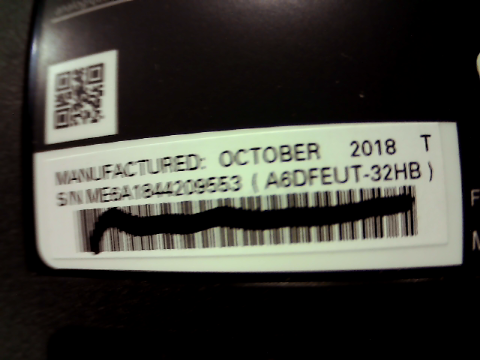 MANUFACTURED: OCTOBER 2018 T
S/N ME6A1844209553 ( A6DFEUT-32HB )